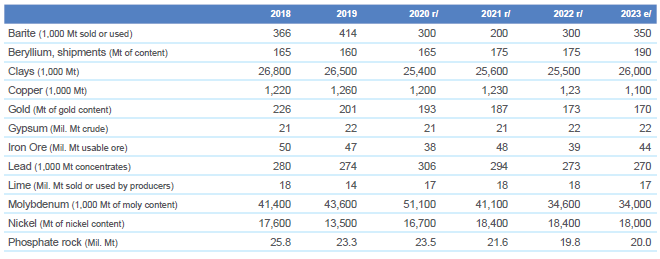 2018 2019 2020 r/ 2021 r/ 2022 r/ 2023 e/
Barite (1,000 Mt sold or used) 366 414 300 200 300 350
Beryllium, shipments (Mt of content) 165 160 165 175 175 190
Clays (1,000 Mt) 26,800 26,500 25,400 25,600 25,500 26,000
Copper (1,000 Mt) 1,220 1,260 1,200 1,230 1,23 1,100
Gold (Mt of gold content) 226 201 193 187 173 170
Gypsum (Mil. Mt crude) 21 22 21 21 22 22
Iron Ore (Mil. Mt usable ore) 50 47 38 48 39 44
Lead (1,000 Mt concentrates) 280 274 306 294 273 270
Lime (Mil. Mt sold or used by producers) 18 14 17 18 18 17
Molybdenum (1,000 Mt of moly content) 41,400 43,600 51,100 41,100 34,600 34,000
Nickel (Mt of nickel content) 17,600 13,500 16,700 18,400 18,400 18,000
Phosphate rock (Mil. Mt) 25.8 23.3 23.5 21.6 19.8 20.0